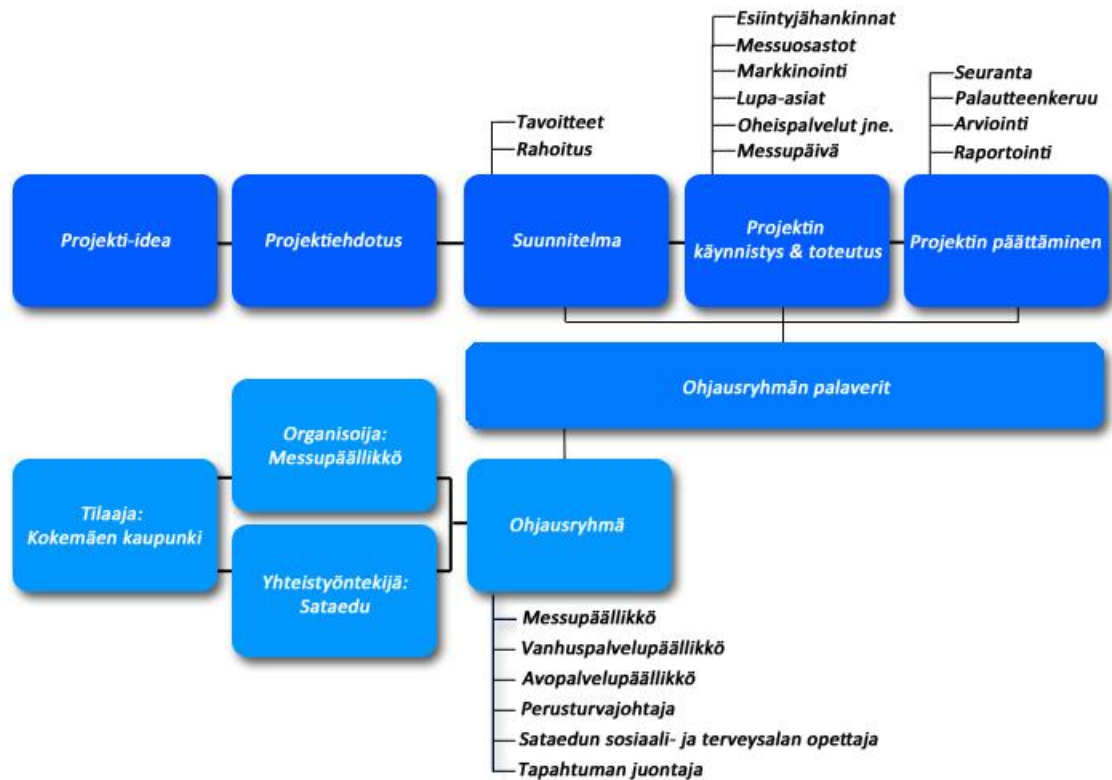 Esiintyjähankinnat
Messuosastot
Markkinointi
Lupa-asiat
Oheispalvelut jne.
Messupäivä
Seuranta
Palautteenkeruu
Arviointi
Raportointi
Tavoitteet
Rahoitus
Projekti-idea
Projektiehdotus
Suunnitelma
Projektin
käynnistys & toteutus
Projektin päättäminen
Ohjausryhmän palaverit
Organisoija:
Messupäällikkö
Tilaaja:
Kokemäen kaupunki
Yhteistyöntekijä:
Sataedu
Ohjausryhmä
Messupäällikkö
Vanhuspalvelupäällikkö
Avopalvelupäällikkö
Perusturvajohtaja
Sataedun sosiaali- ja terveysalan opettaja
Tapahtuman juontaja